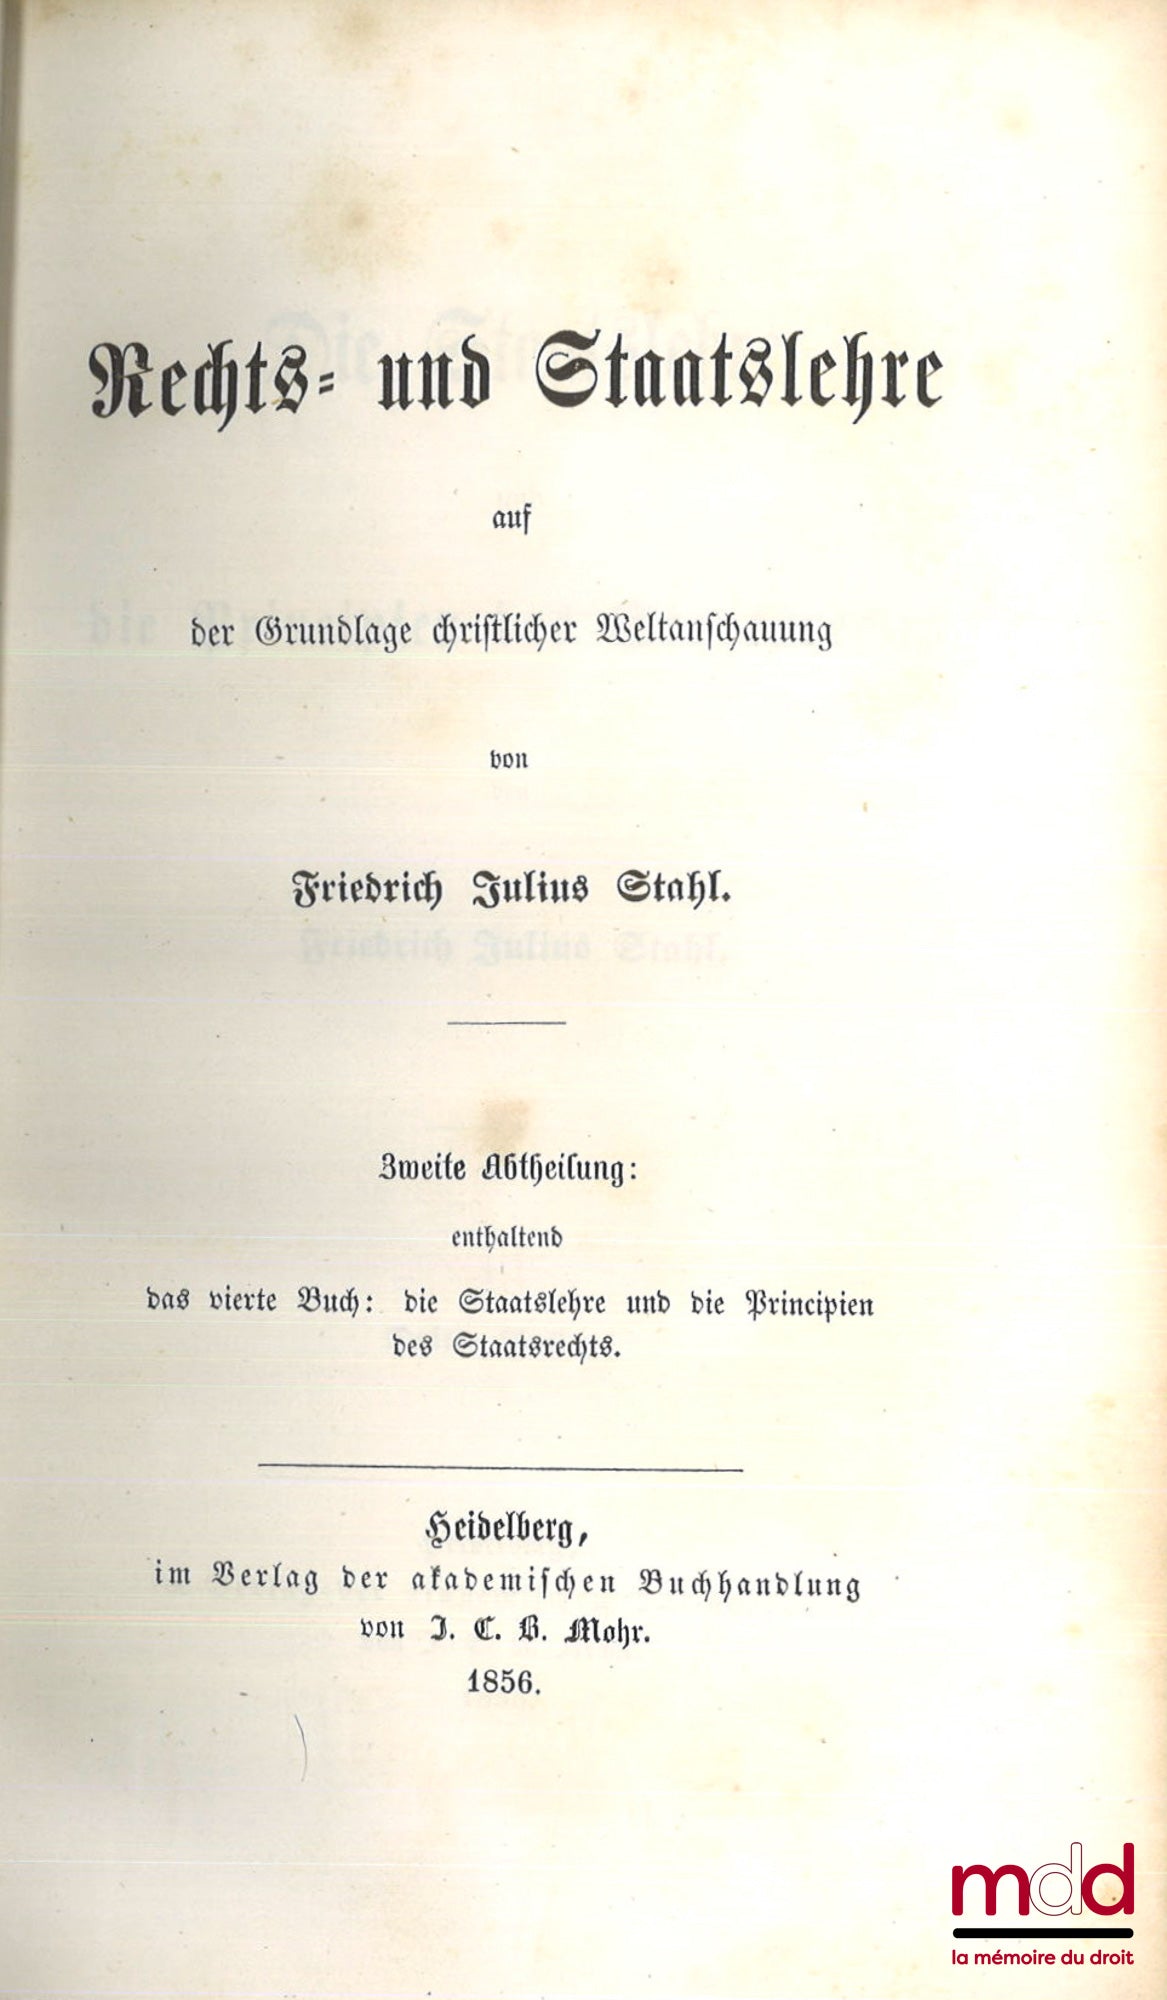 Rechts- und Staatslehre
auf
der Grundlage christlicher Weltanschauung
von
Friedrich Julius Stahl.
Zweite Abtheilung:
enthaltend
das vierte Buch: die Staatslehre und die Principien
des Staatsrechts.
Heidelberg,
im Verlag der akademischen Buchhandlung
von J. C. B. Mohr.
1856.
mdd
la mémoire du droit